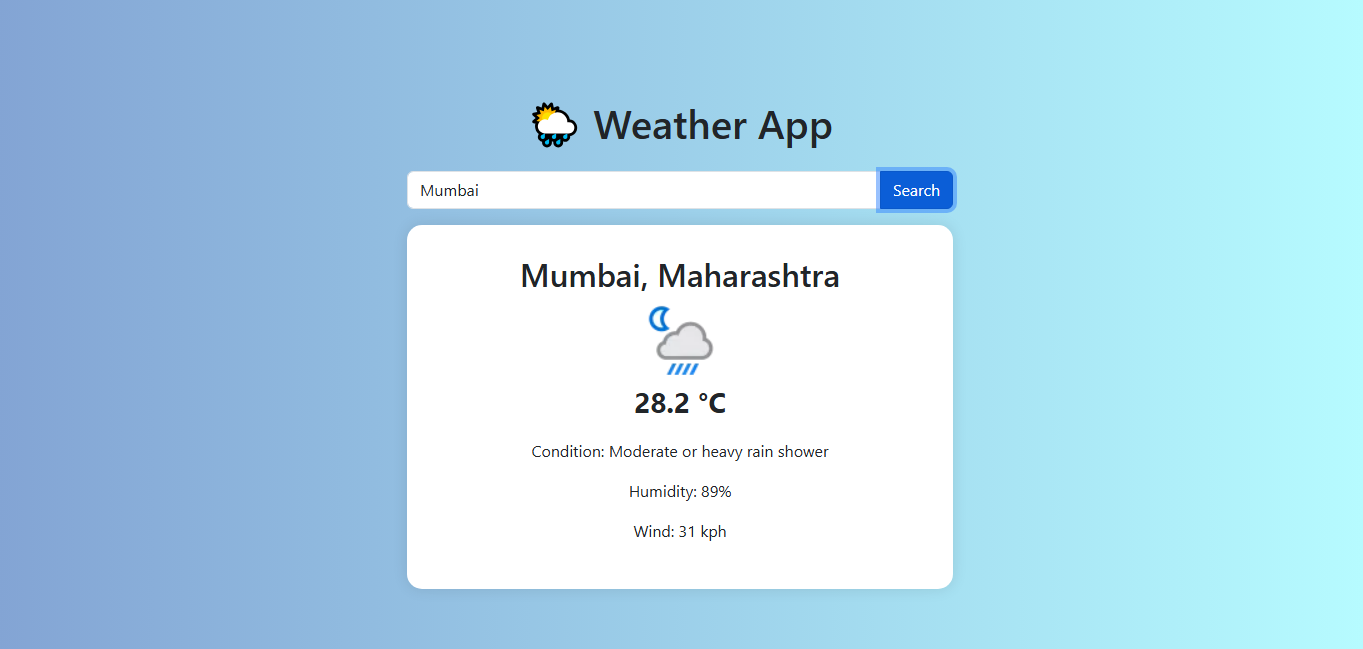 Weather App
Mumbai
Search
Mumbai, Maharashtra
28.2 °C
Condition: Moderate or heavy rain shower
Humidity: 89%
Wind: 31 kph